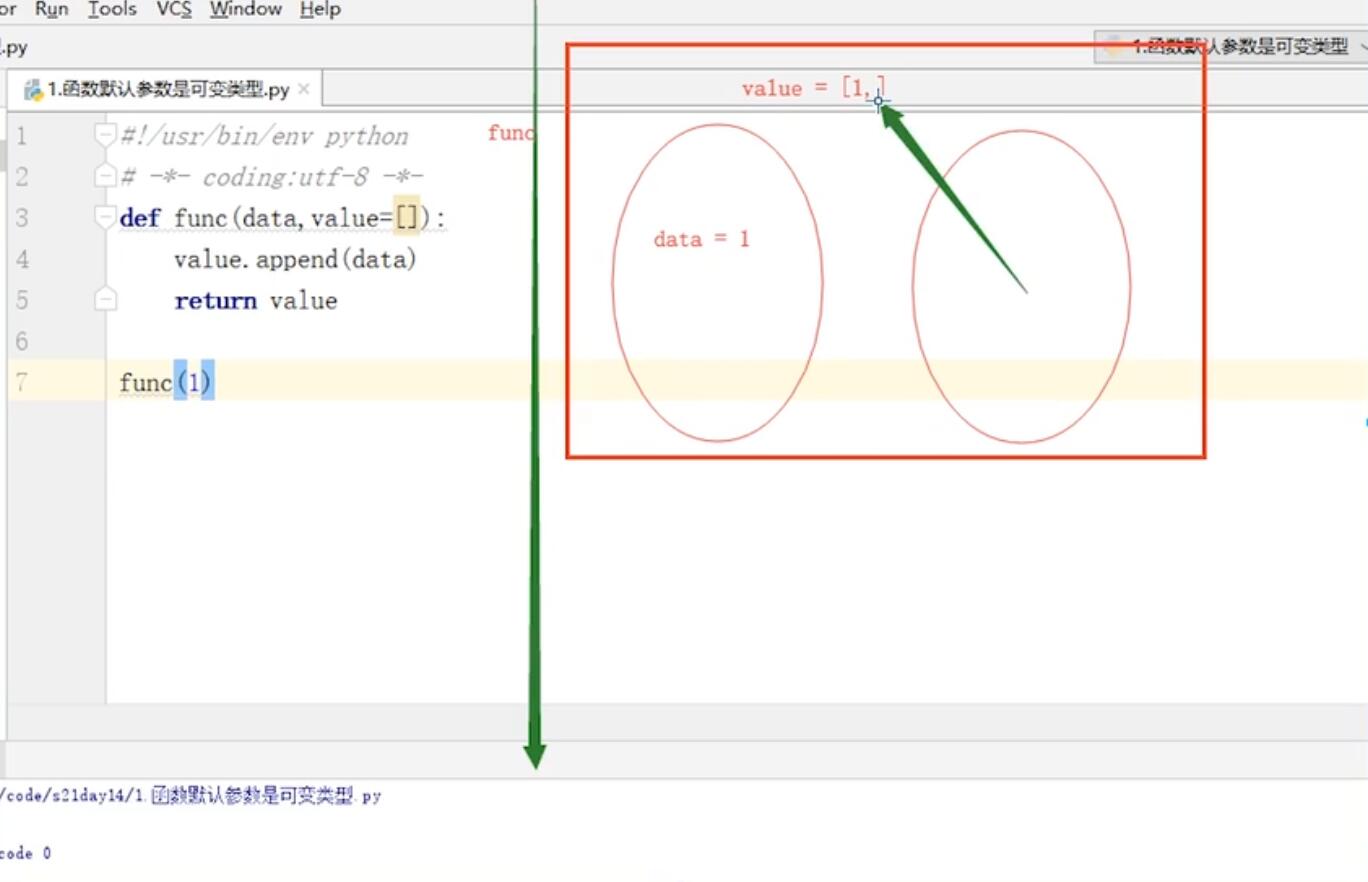 or Run Tools VCS Window Help
.py
1.函数默认参数是可变类型
1.函数默认参数是可变类型.py
value = [1, ]
func
1 #!/usr/bin/env python
2 # -*- coding:utf-8 -*-
3 def func(data,value=[]):
4 value.append(data)
5 return value
6
7 func(1)
data = 1
/code/s21day14/1.函数默认参数是可变类型.py
code 0